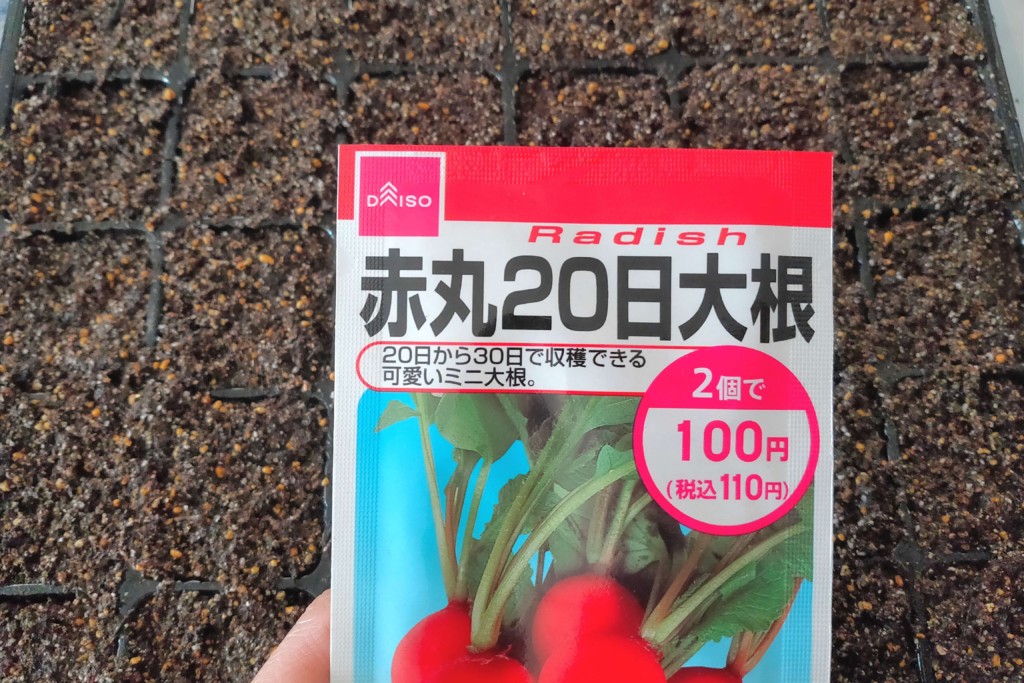 DAISO
Radish
赤丸20日大根
20日から30日で収穫できる
可愛いミニ大根。
2個で
100円
(税込110円)